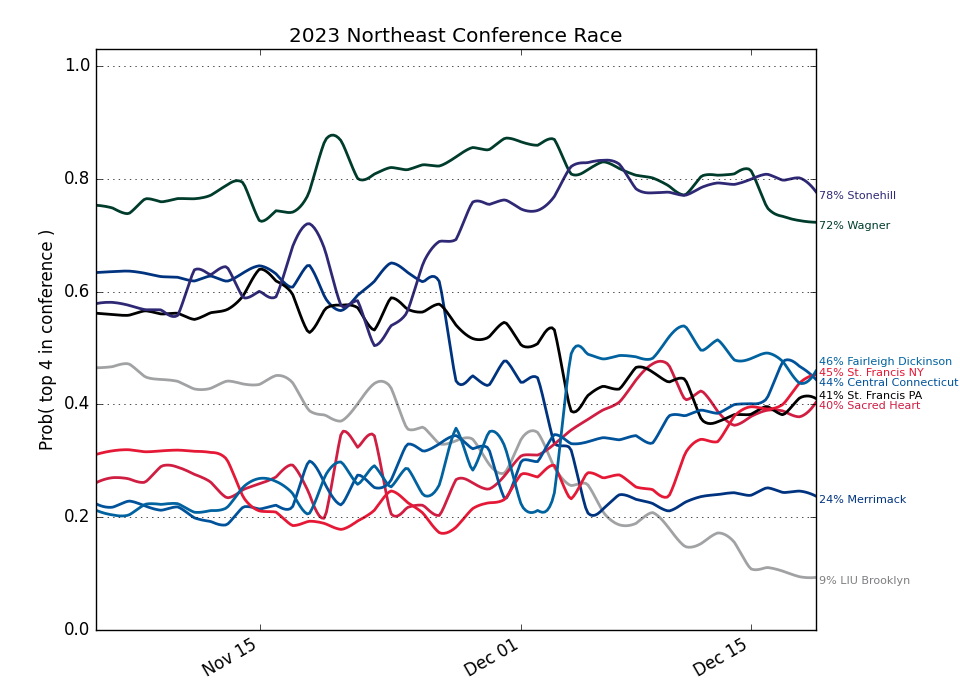 2023 Northeast Conference Race
Prob( top 4 in conference )
1.0
0.8
0.6
0.4
0.2
0.0
Nov 15
Dec 01
Dec 15
78% Stonehill
72% Wagner
46% Fairleigh Dickinson
45% St. Francis NY
44% Central Connecticut
41% St. Francis PA
40% Sacred Heart
24% Merrimack
9% LIU Brooklyn